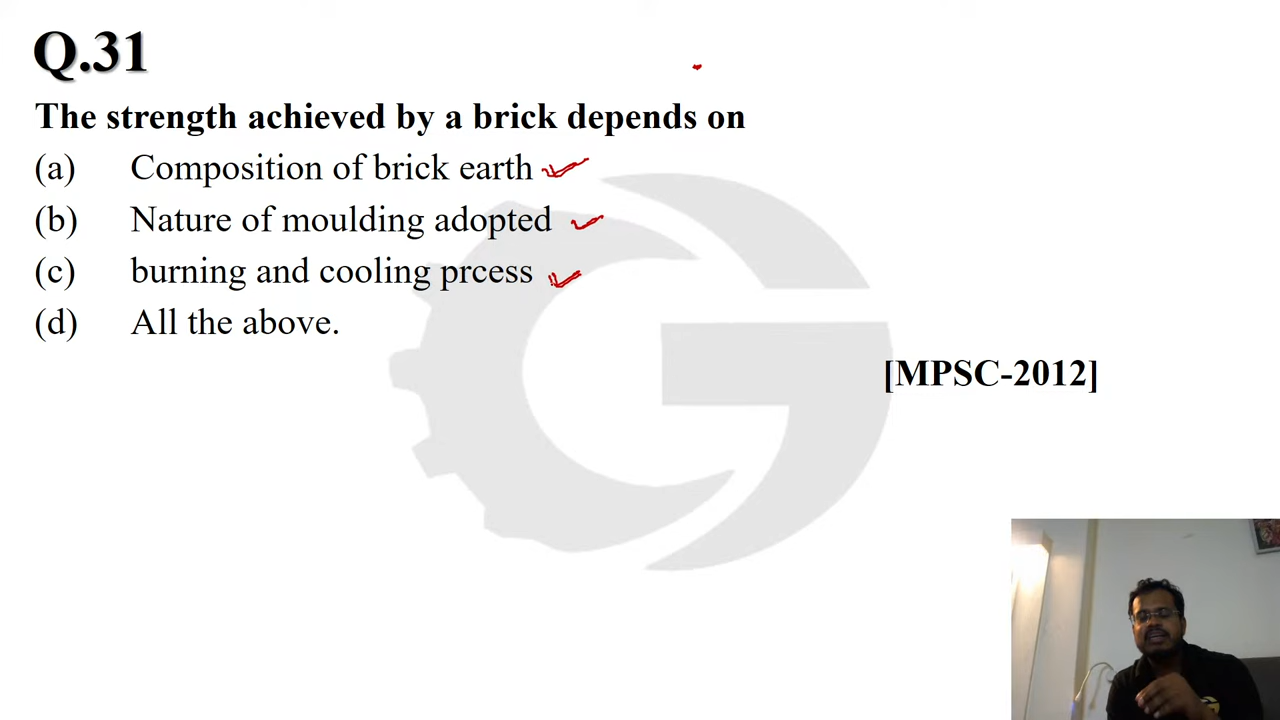 Q.31
The strength achieved by a brick depends on
(a) Composition of brick earth
(b) Nature of moulding adopted
(c) burning and cooling prcess
(d) All the above.
[MPSC-2012]